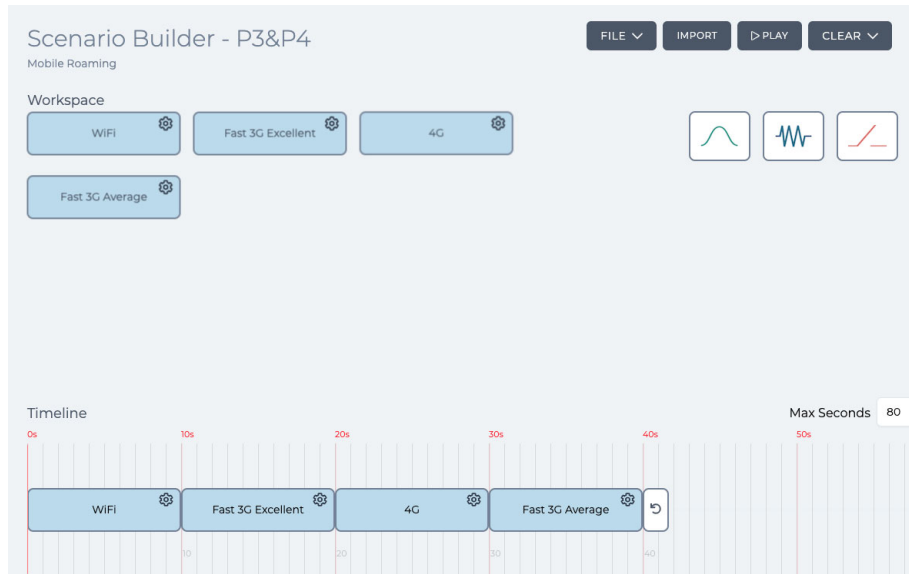 Scenario Builder - P3&P4
FILE IMPORT PLAY CLEAR
Mobile Roaming
Workspace
WiFi Fast 3G Excellent 4G
Fast 3G Average
Timeline Max Seconds 80
0s 10s 20s 30s 40s 50s
WiFi Fast 3G Excellent 4G Fast 3G Average
10 20 30 40